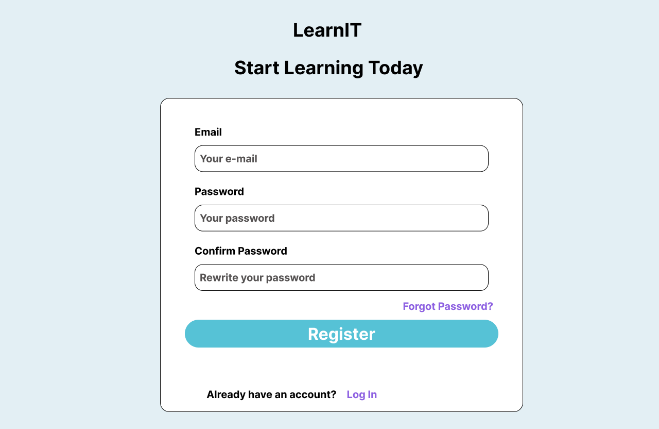 LearnIT
Start Learning Today
Email
Your e-mail
Password
Your password
Confirm Password
Rewrite your password
Forgot Password?
Register
Already have an account? Log In